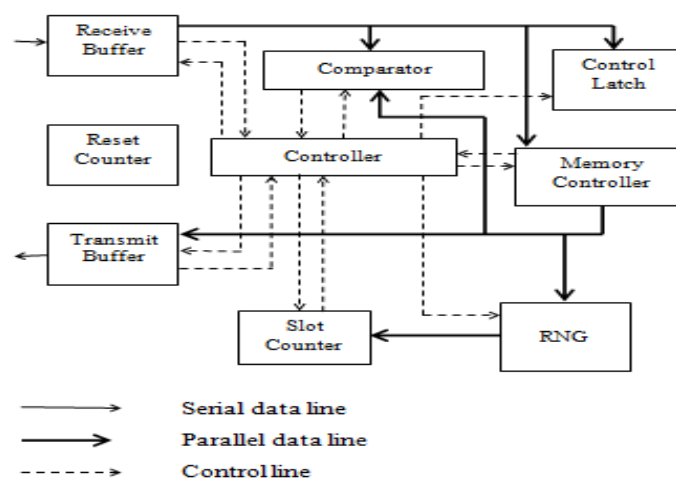 Receive
Buffer
Comparator
Control
Latch
Reset
Counter
Controller
Memory
Controller
Transmit
Buffer
Slot
Counter
RNG
Serial data line
Parallel data line
Control line